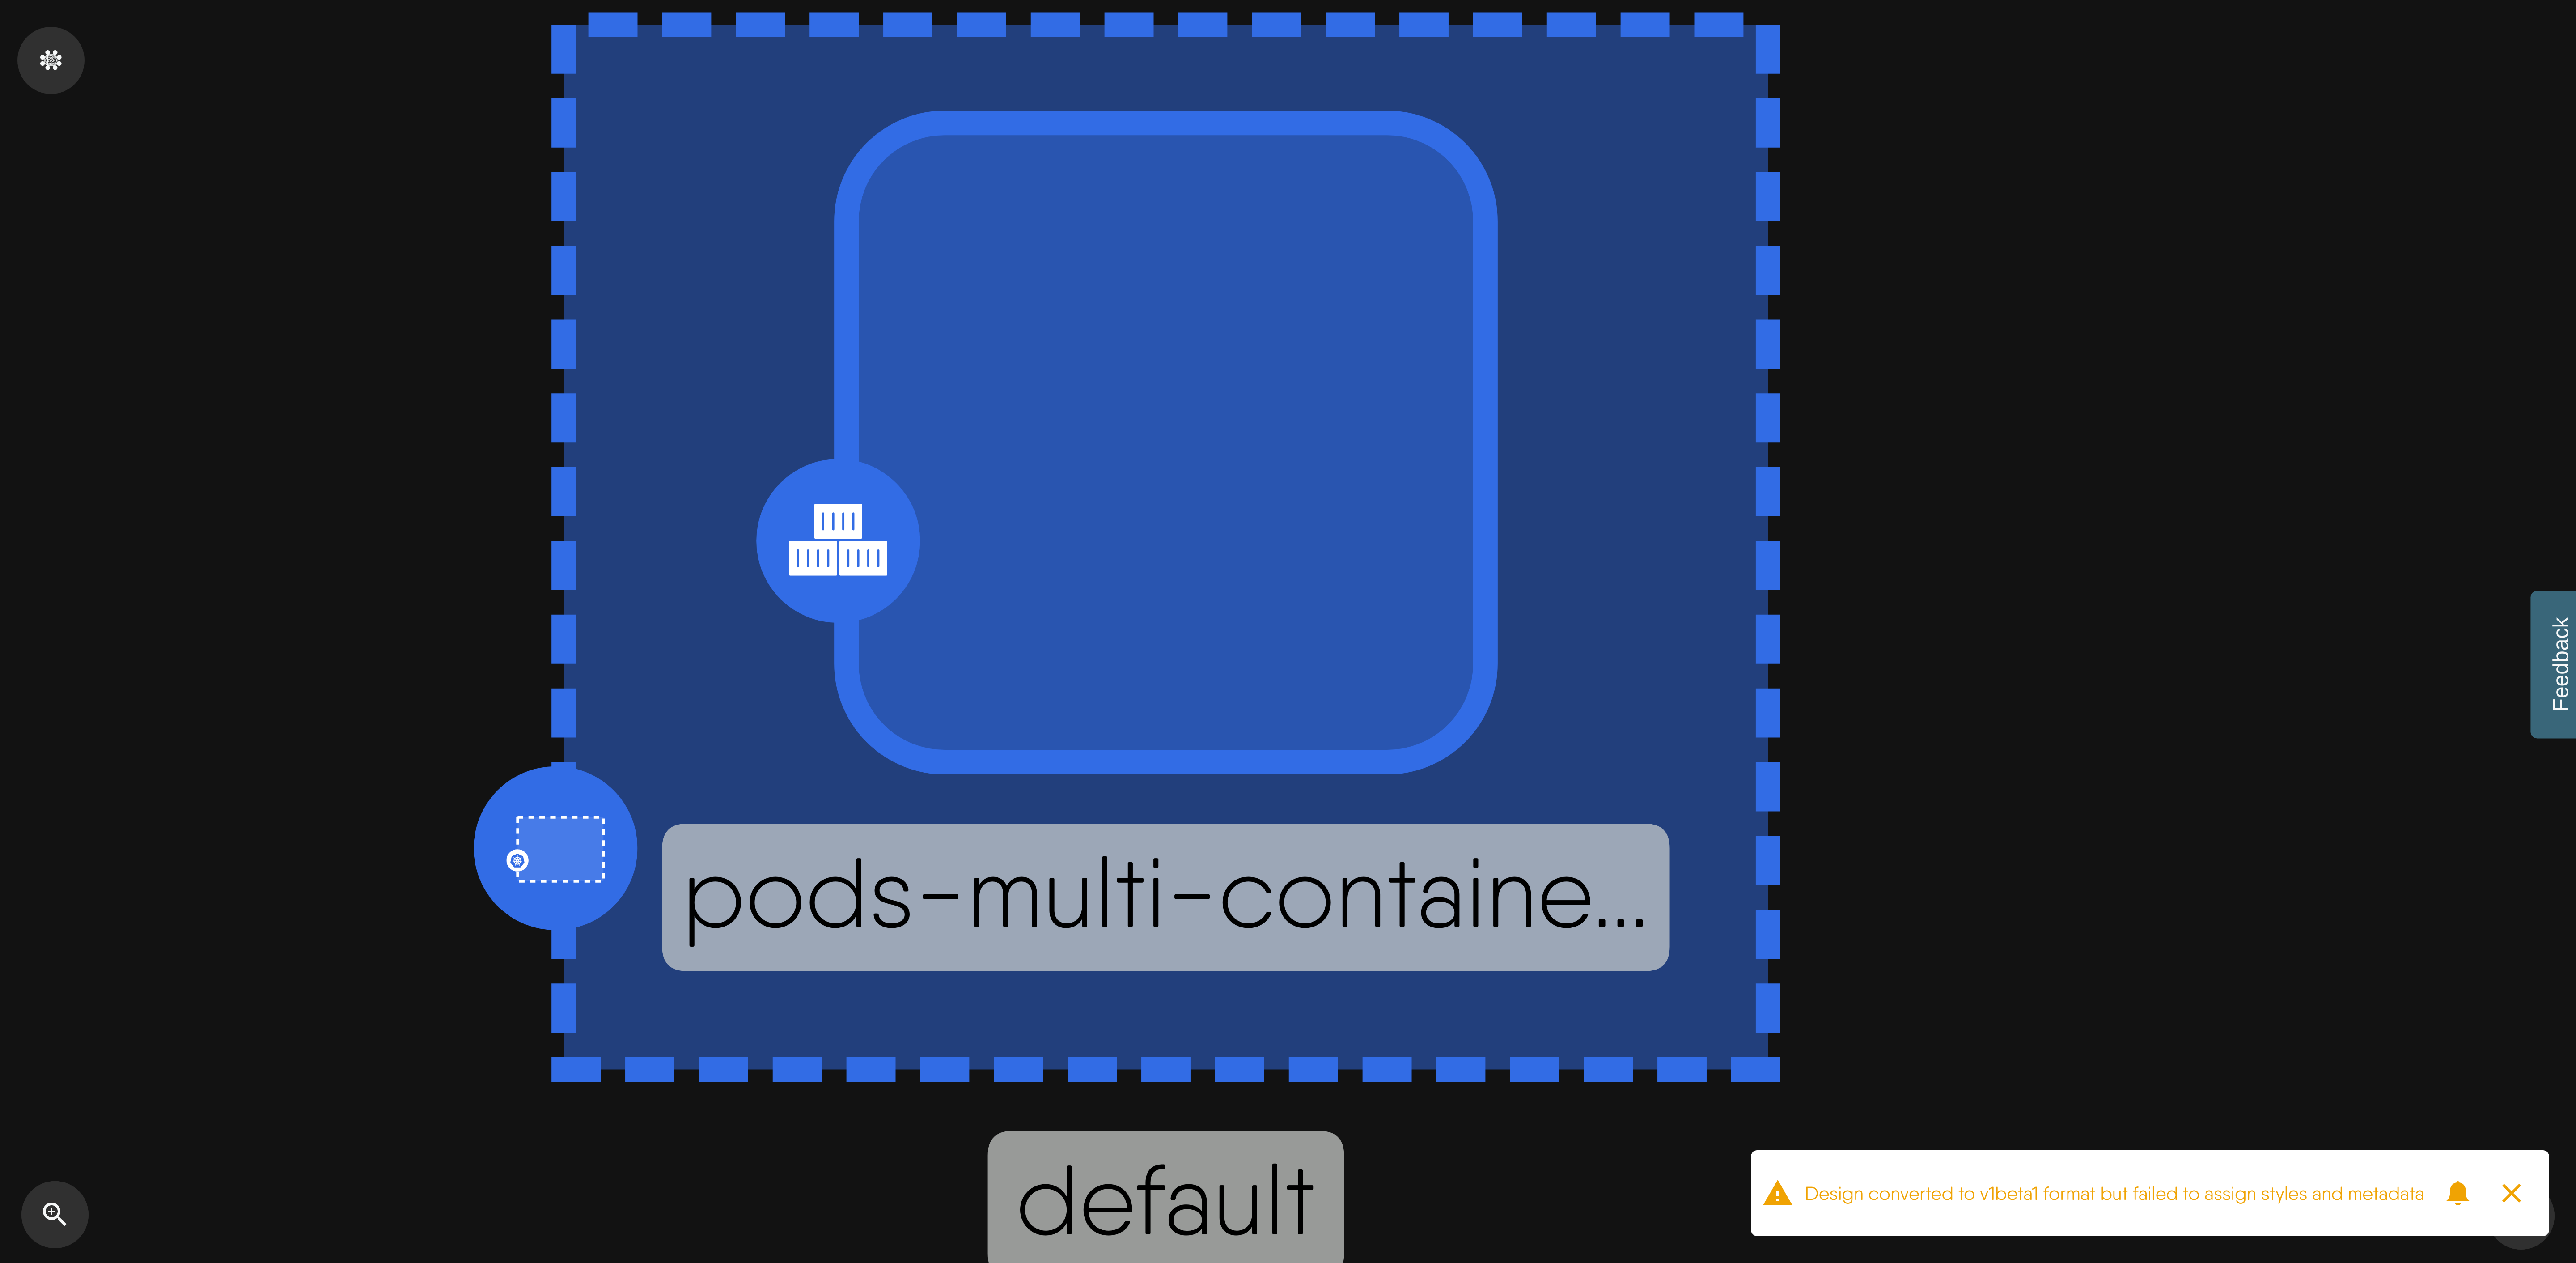 pods-multi-containe...
default
Design converted to v1beta1 format but failed to assign styles and metadata
Feedback